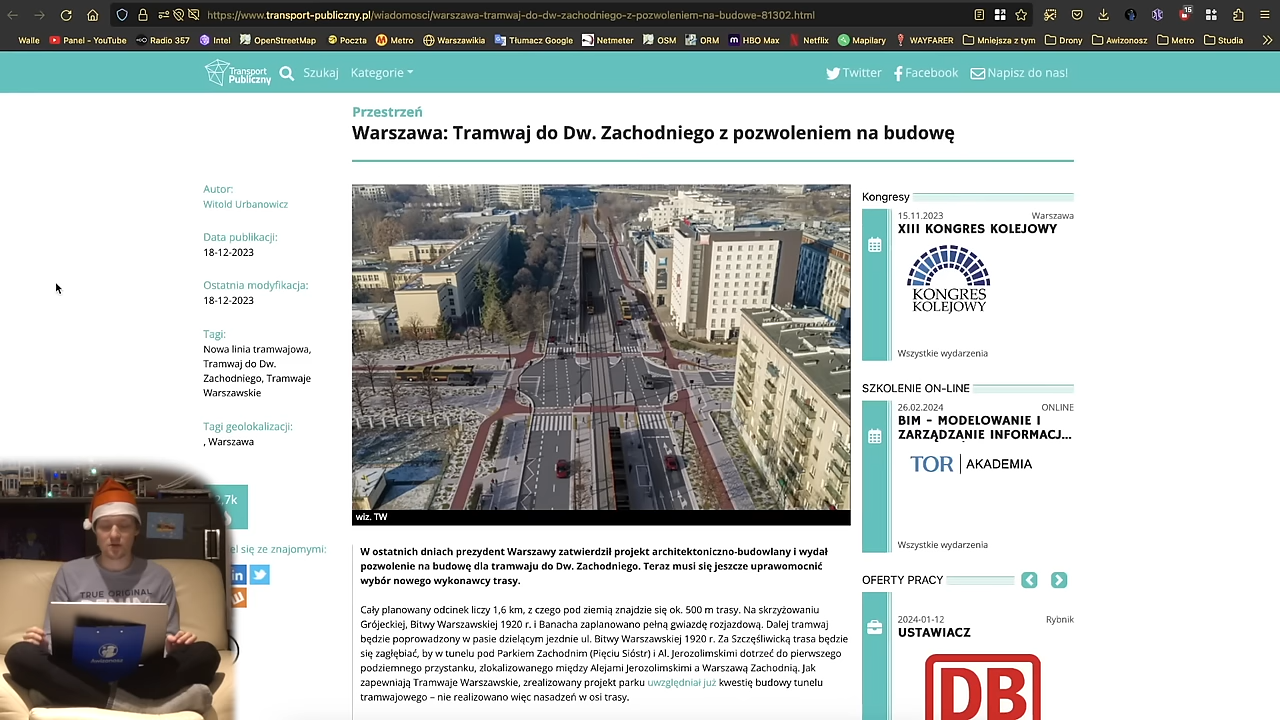 https://www.transport-publiczny.pl/wiadomosci/warszawa-tramwaj-do-dw-zachodniego-z-pozwoleniem-na-budowe-81302.html
15
Walle
Panel - YouTube
Radio 357
Intel
OpenStreetMap
Poczta
Metro
Warszawikia
Tłumacz Google
Netmeter
OSM
ORM
HBO Max
Netflix
Mapilary
WAYFARER
Mniejsza z tym
Drony
Awizonosz
Metro
Studia
Transport
Publiczny
Szukaj
Kategorie
Twitter
Facebook
Napisz do nas!
Przestrzeń
Warszawa: Tramwaj do Dw. Zachodniego z pozwoleniem na budowę
Autor:
Witold Urbanowicz
Data publikacji:
18-12-2023
Ostatnia modyfikacja:
18-12-2023
Tagi:
Nowa linia tramwajowa,
Tramwaj do Dw.
Zachodniego, Tramwaje
Warszawskie
Tagi geolokalizacji:
, Warszawa
2.7k
el się ze znajomymi:
TRUE ORIGINAL
wiz. TW
W ostatnich dniach prezydent Warszawy zatwierdził projekt architektoniczno-budowlany i wydał
pozwolenie na budowę dla tramwaju do Dw. Zachodniego. Teraz musi się jeszcze uprawomocnić
wybór nowego wykonawcy trasy.
Cały planowany odcinek liczy 1,6 km, z czego pod ziemią znajdzie się ok. 500 m trasy. Na skrzyżowaniu
Grójeckiej, Bitwy Warszawskiej 1920 r. i Banacha zaplanowano pełną gwiazdę rozjazdową. Dalej tramwaj
będzie poprowadzony w pasie dzielącym jezdnie ul. Bitwy Warszawskiej 1920 r. Za Szczęśliwicką trasa będzie
się zagłębiać, by w tunelu pod Parkiem Zachodnim (Pięciu Sióstr) i Al. Jerozolimskimi dotrzeć do pierwszego
podziemnego przystanku, zlokalizowanego między Alejami Jerozolimskimi a Warszawą Zachodnią. Jak
zapewniają Tramwaje Warszawskie, zrealizowany projekt parku uwzględniał już kwestię budowy tunelu
tramwajowego – nie realizowano więc nasadzeń w osi trasy.
Kongresy
15.11.2023
Warszawa
XIII KONGRES KOLEJOWY
KONGRES
KOLEJOWY
Wszystkie wydarzenia
SZKOLENIE ON-LINE
26.02.2024
ONLINE
BIM - MODELOWANIE I
ZARZĄDZANIE INFORMACJ...
TOR AKADEMIA
Wszystkie wydarzenia
OFERTY PRACY
2024-01-12
Rybnik
USTAWIACZ
DB